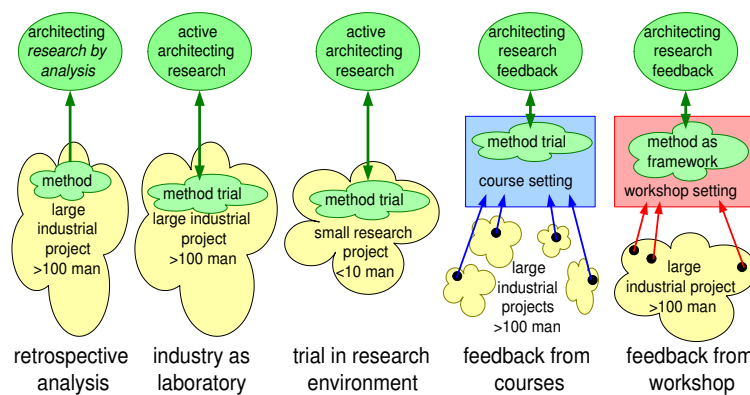 architecting
research by
analysis
method
large
industrial
project
>100 man
retrospective
analysis
active
architecting
research
method trial
large industrial
project
>100 man
industry as
laboratory
active
architecting
research
method trial
small research
project
<10 man
trial in research
environment
architecting
research
feedback
method trial
course setting
large
industrial
projects
>100 man
feedback from
courses
architecting
research
feedback
method as
framework
workshop setting
large
industrial project
>100 man
feedback from
workshop